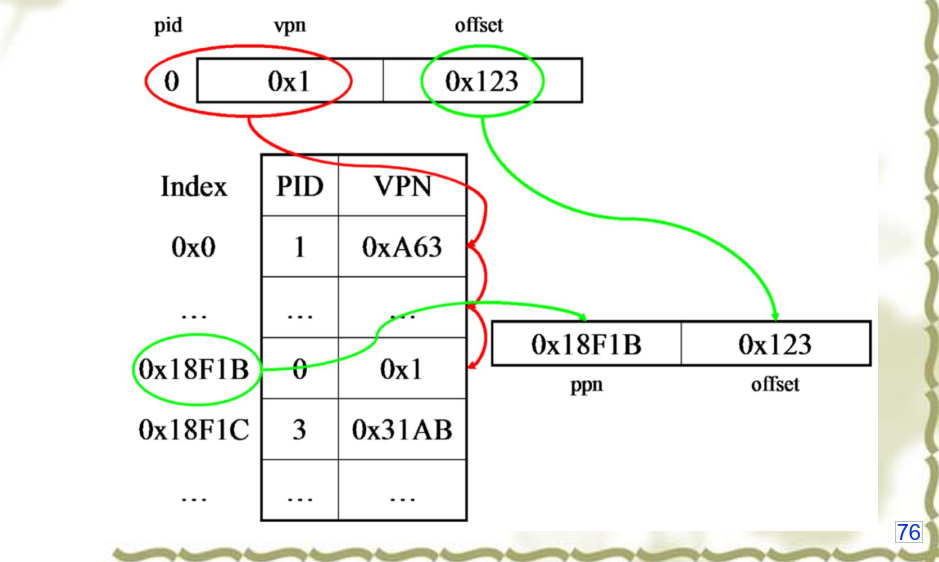 pid vpn offset
0 0x1 0x123
Index PID VPN
0x0 1 0xA63
... ... ...
0x18F1B 0x123
0x18F1B 0 0x1
ppn offset
0x18F1C 3 0x31AB
... ... ...
76